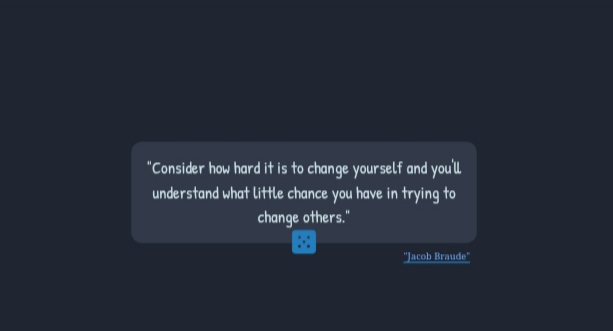 "Consider how hard it is to change yourself and you'll
understand what little chance you have in trying to
change others."
"Jacob Braude"